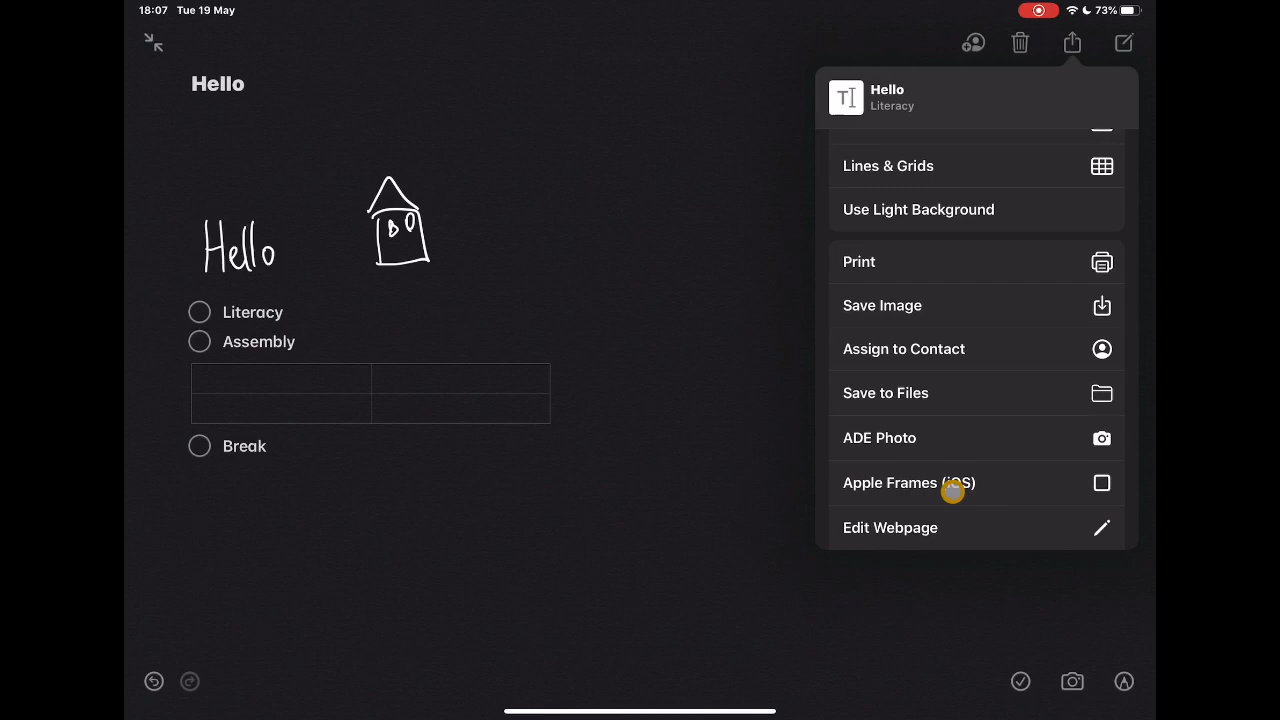 18:07 Tue 19 May
73%
Hello
Hello
Literacy
Assembly
Break
Hello
Literacy
Lines & Grids
Use Light Background
Print
Save Image
Assign to Contact
Save to Files
ADE Photo
Apple Frames (iOS)
Edit Webpage